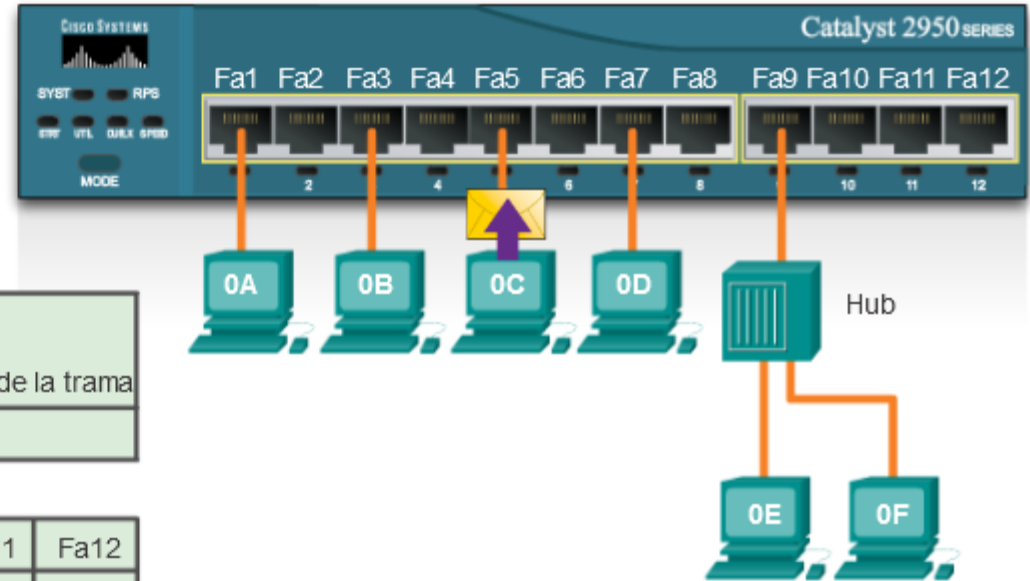 CISCO SYSTEMS
Catalyst 2950 SERIES
Fa1 Fa2 Fa3 Fa4 Fa5 Fa6 Fa7 Fa8 Fa9 Fa10 Fa11 Fa12
SYST RPS
STRT UTIL DUPLX SPEED
MODE
2 4 6 8 10 11 12
0A 0B 0C 0D
Hub
de la trama
0E 0F
1 Fa12